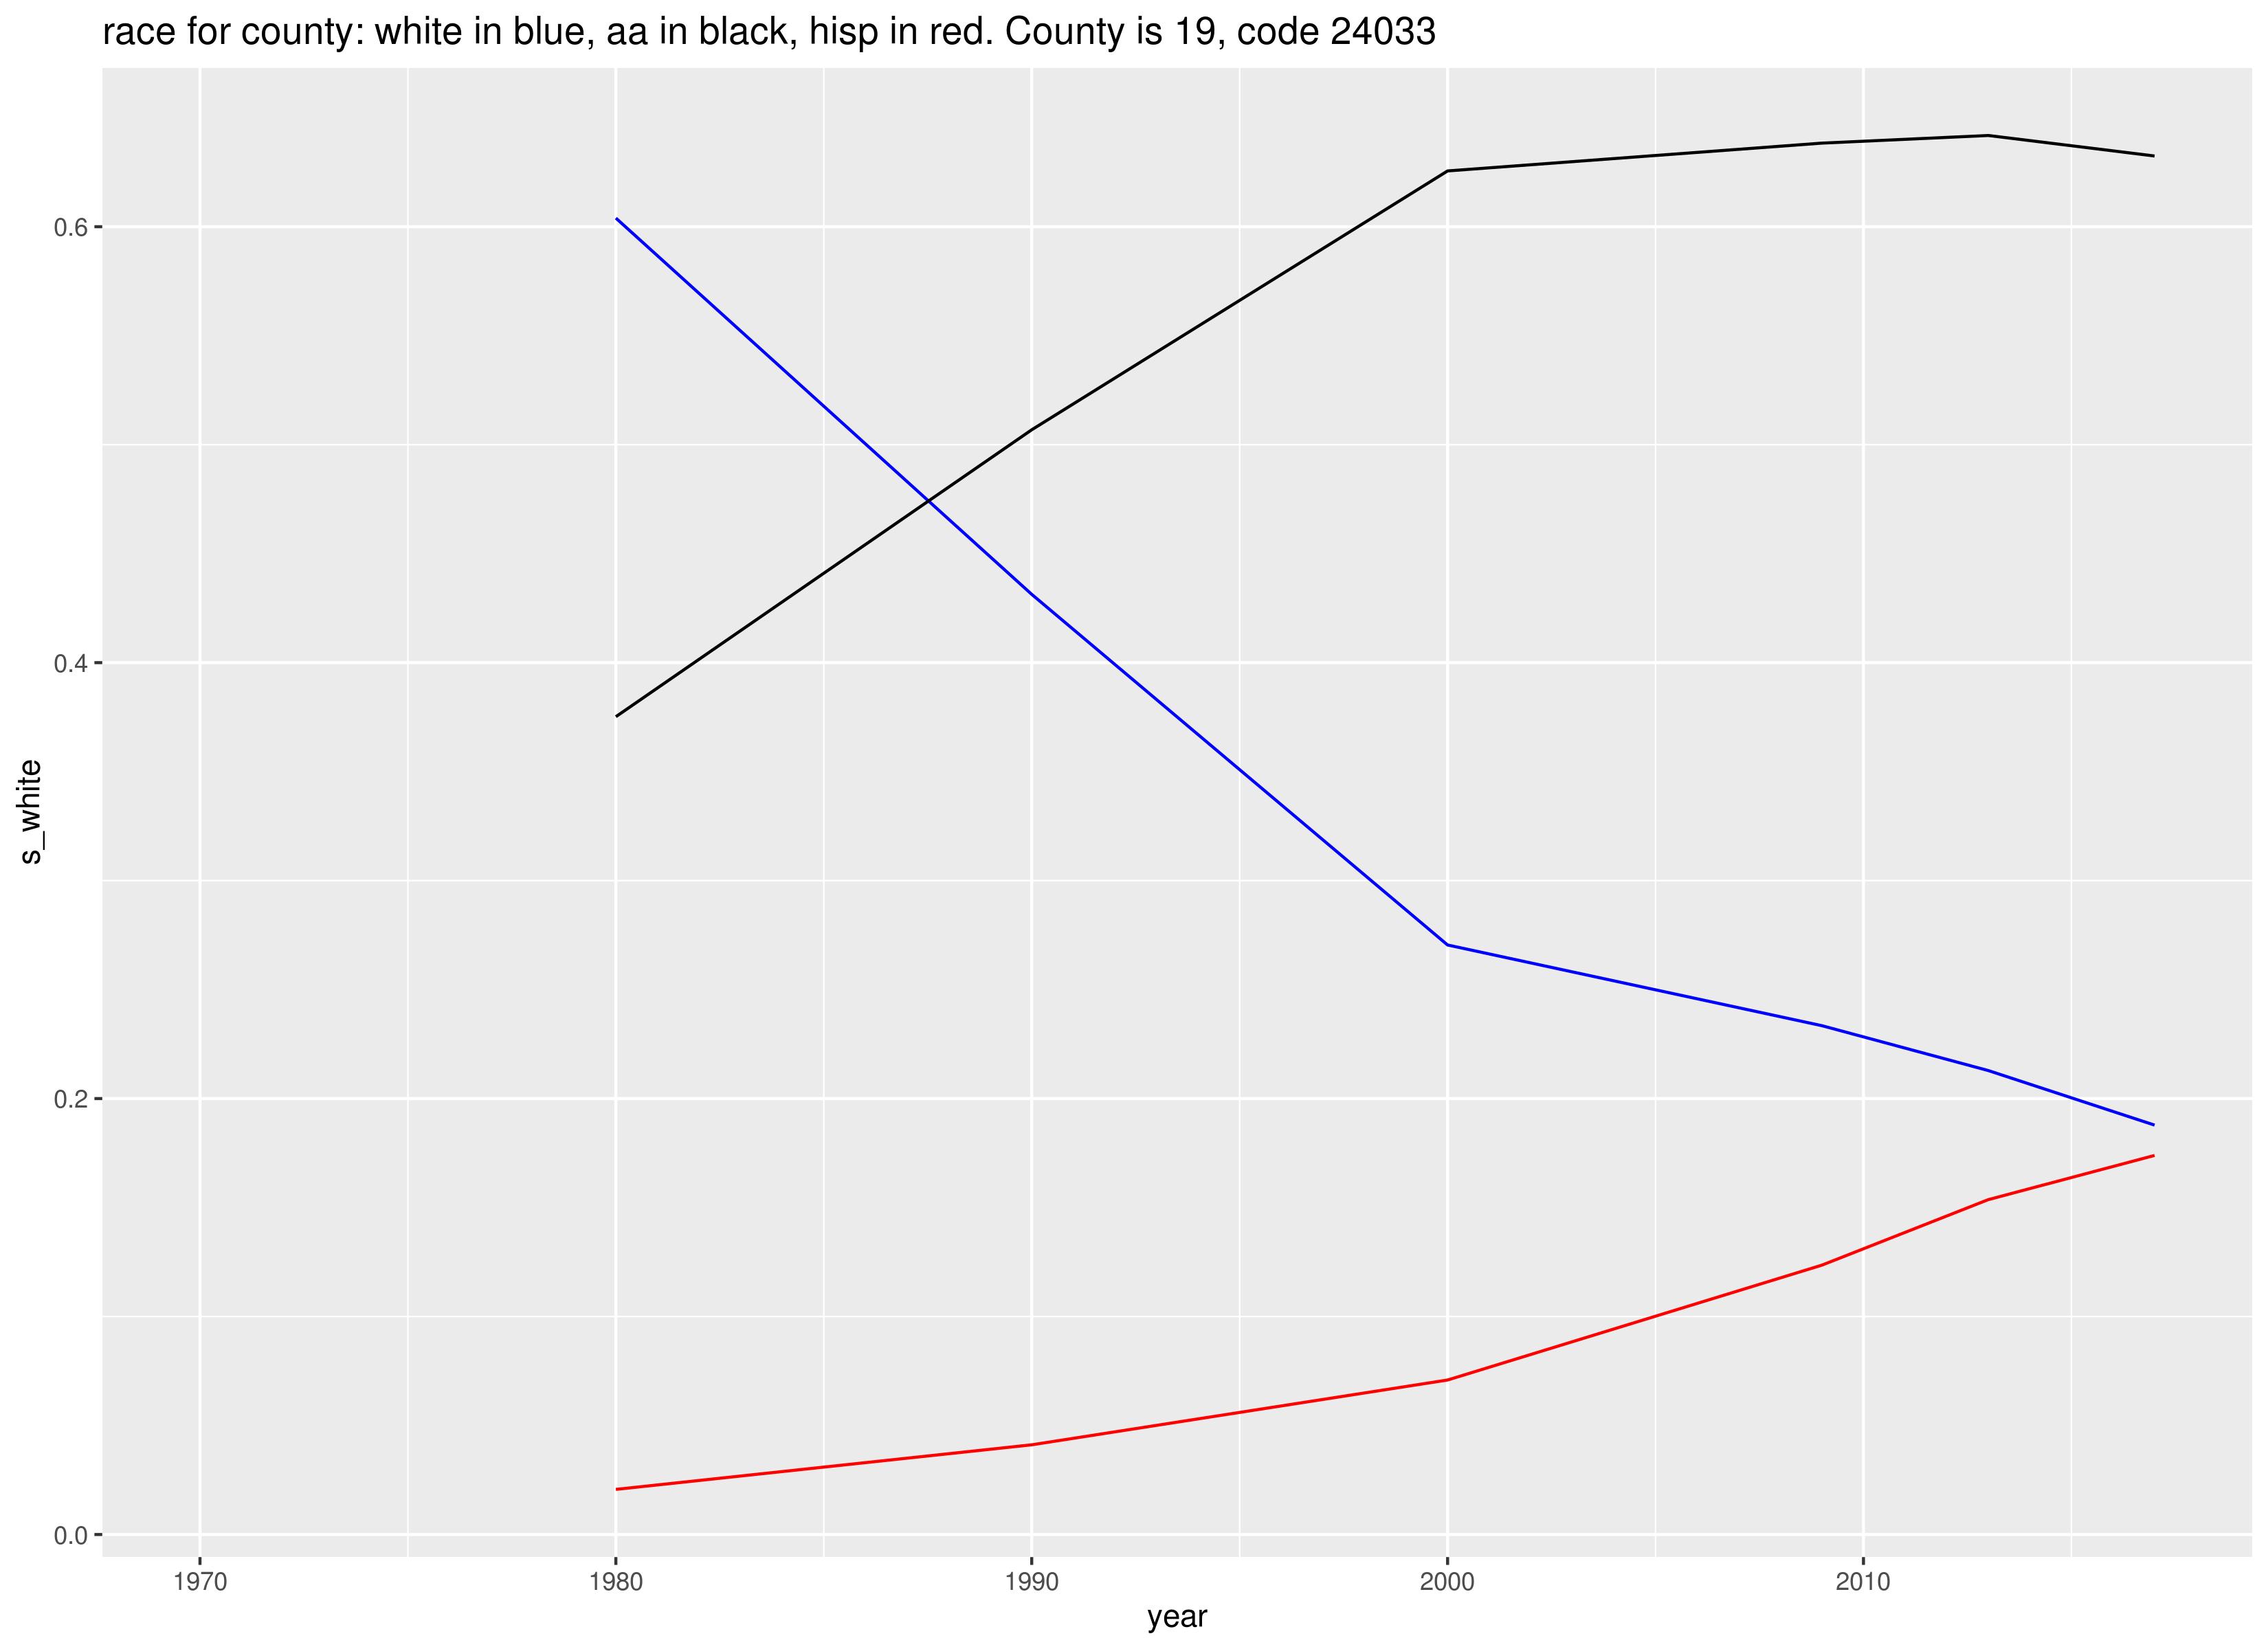 race for county: white in blue, aa in black, hisp in red. County is 19, code 24033
0.6
0.4
s_white
0.2
0.0
1970 1980 1990 2000 2010
year